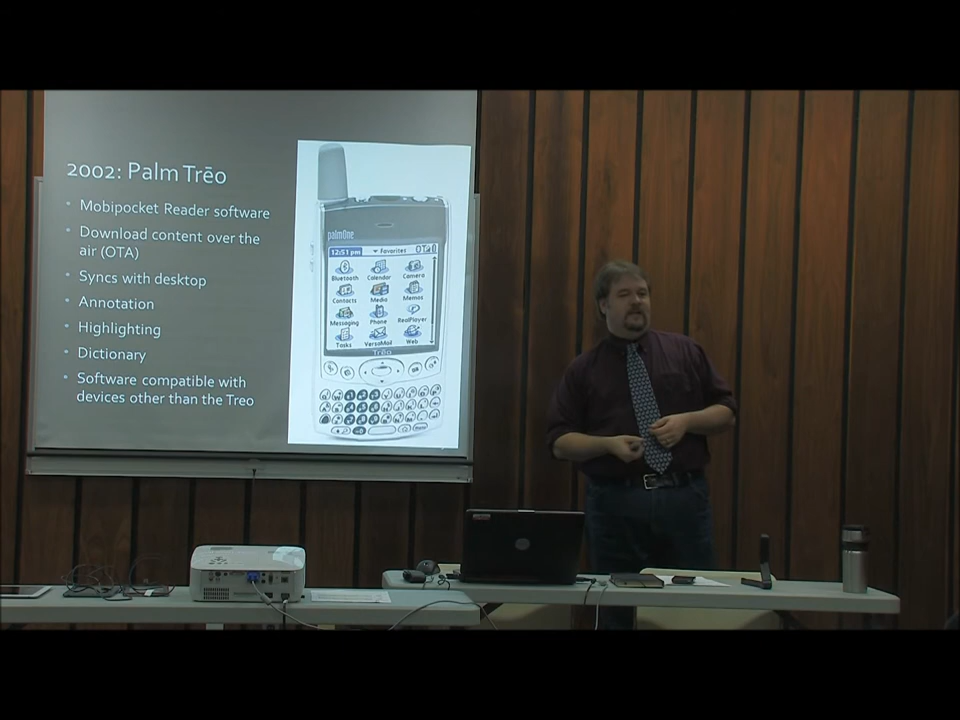 2002: Palm Trēo
Mobipocket Reader software
Download content over the
air (OTA)
Syncs with desktop
Annotation
Highlighting
Dictionary
Software compatible with
devices other than the Treo
palmOne
12:51 pm
Favorites
Bluetooth
Calendar
Camera
Contacts
Media
Memos
Messaging
Phone
RealPlayer
Tasks
VersaMail
Web
Trēo